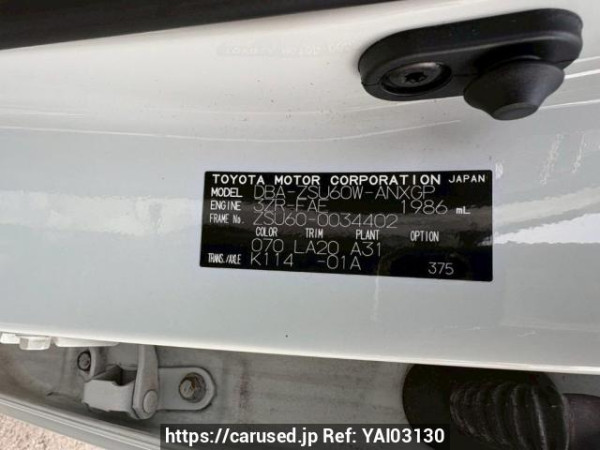 TOYOTA MOTOR CORPORATION JAPAN
MODEL DBA-ZSU60W-ANXGP
ENGINE 3ZR-FAE 1986 mL
FRAME No. ZSU60-0034402
COLOR TRIM PLANT OPTION
070 LA20 A31
TRANS./AXLE K114 -01A 375
https://carused.jp Ref: YAI03130